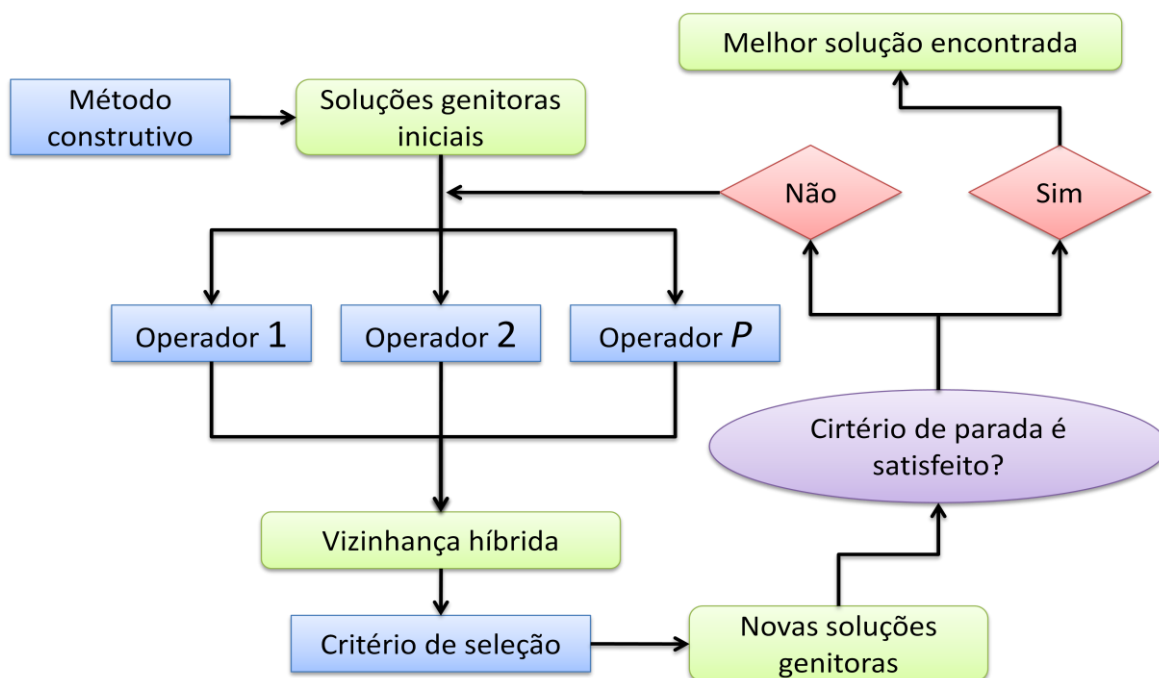 Método
construtivo
Soluções genitoras
iniciais
Melhor solução encontrada
Não
Sim
Operador 1
Operador 2
Operador P
Cirtério de parada é
satisfeito?
Vizinhança híbrida
Critério de seleção
Novas soluções
genitoras